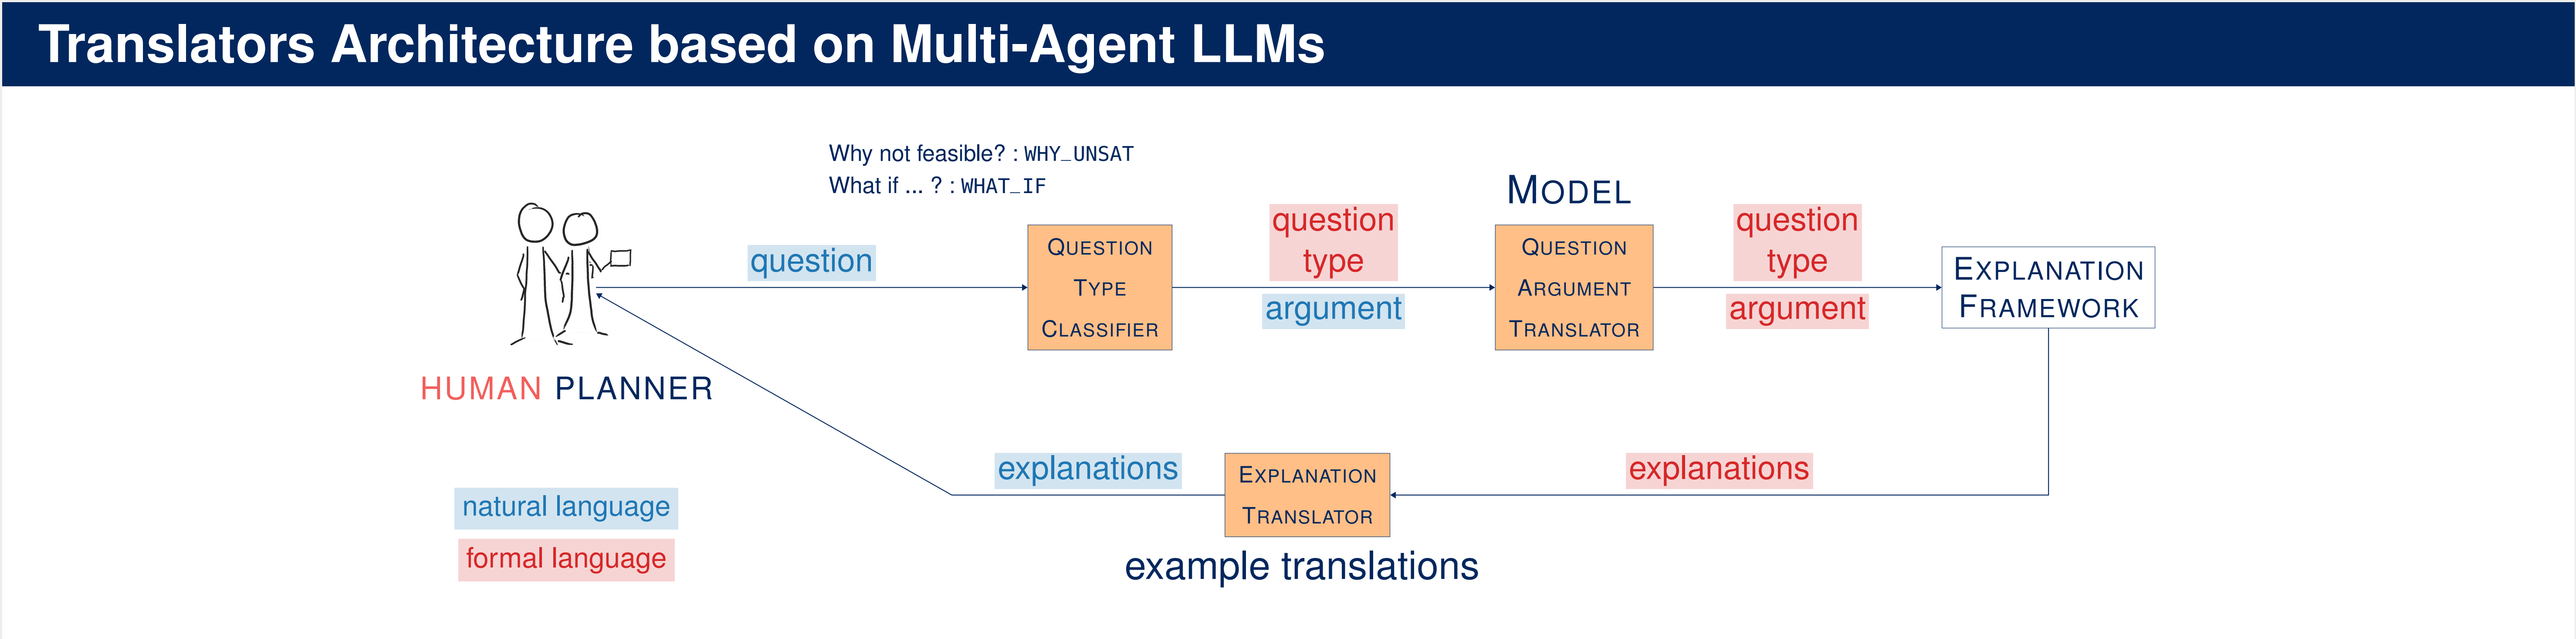 Translators Architecture based on Multi-Agent LLMs
Why not feasible? : WHY_UNSAT
What if ... ? : WHAT_IF
MODEL
question
QUESTION
TYPE
CLASSIFIER
question
type
argument
QUESTION
ARGUMENT
TRANSLATOR
question
type
argument
EXPLANATION
FRAMEWORK
HUMAN PLANNER
explanations
EXPLANATION
TRANSLATOR
explanations
natural language
formal language
example translations